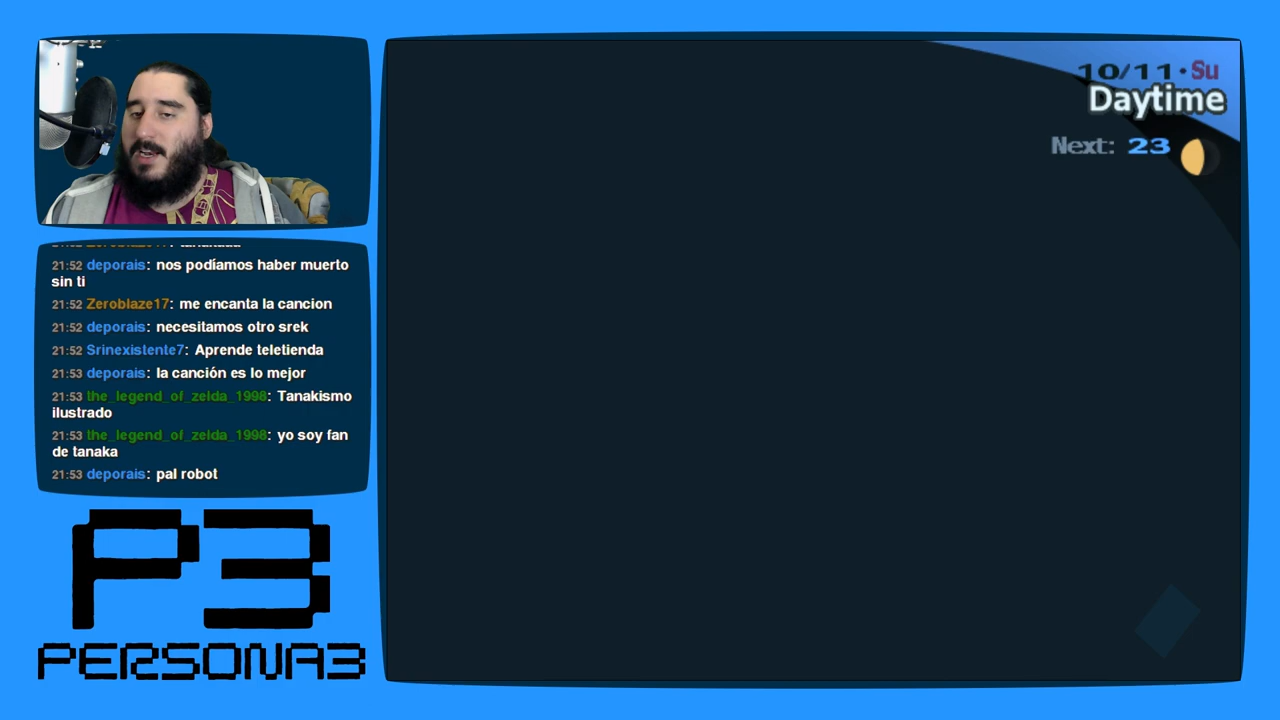 21:52 deporais: nos podíamos haber muerto
sin ti
21:52 Zeroblaze17: me encanta la cancion
21:52 deporais: necesitamos otro srek
21:52 Srinexistente7: Aprende teletienda
21:53 deporais: la canción es lo mejor
21:53 the_legend_of_zelda_1998: Tanakismo
ilustrado
21:53 the_legend_of_zelda_1998: yo soy fan
de tanaka
21:53 deporais: pal robot
P3
PERSONA3
10/11·Su
Daytime
Next: 23